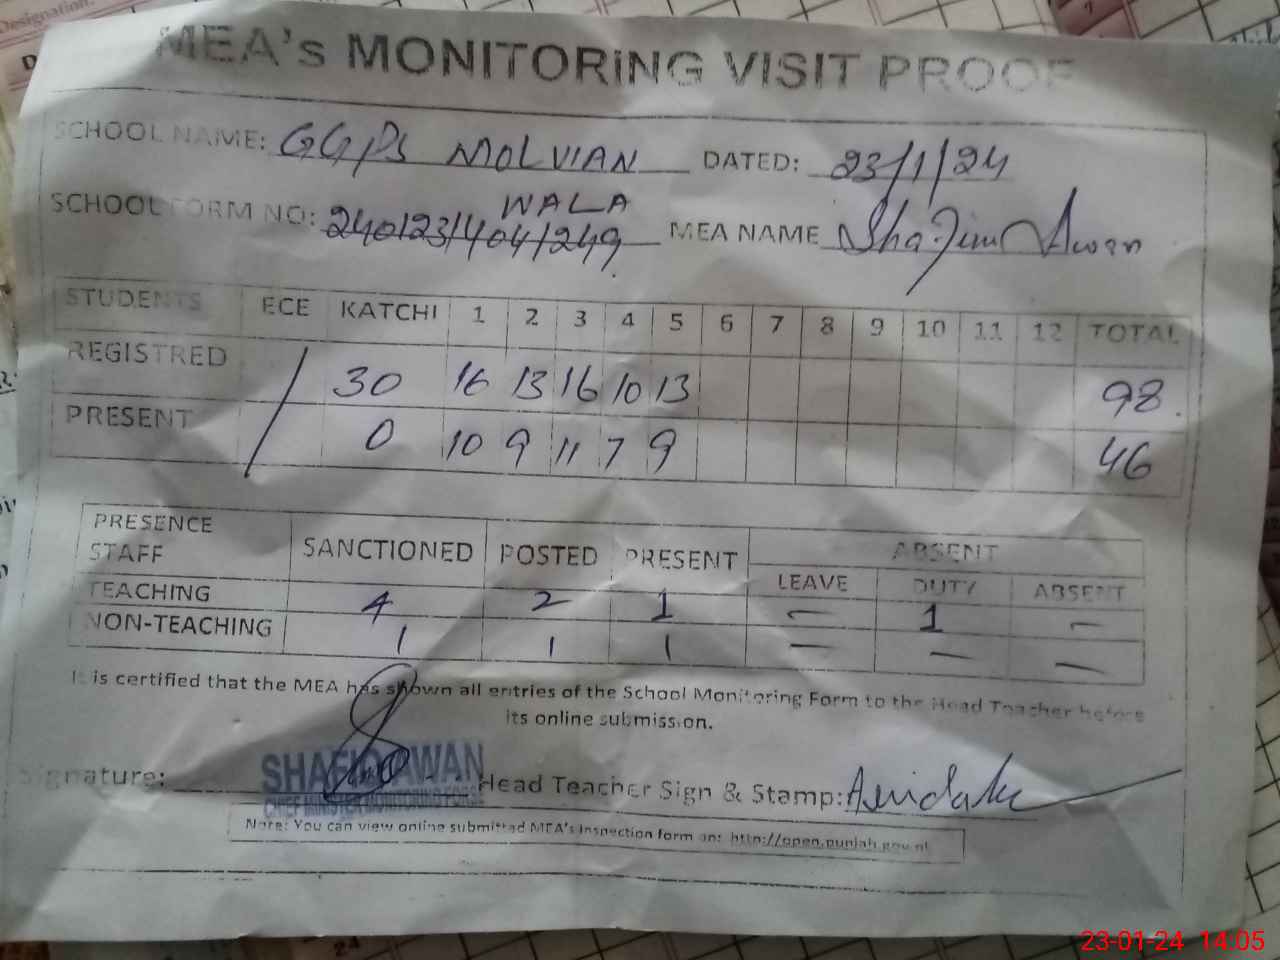 Designation:
MEA's MONITORING VISIT PROOF
SCHOOL NAME: GGPS MOLVIAN DATED: 23/1/24
WALA
SCHOOL FORM NO: 240123/404/249 MEA NAME Awan
STUDENTS ECE KATCHI 1 2 3 4 5 6 7 8 9 10 11 12 TOTAL
REGISTRED / 30 16 13 16 10 13 98
PRESENT 0 10 9 11 7 9 46
PRESENCE STAFF SANCTIONED POSTED PRESENT ABSENT
LEAVE DUTY ABSENT
TEACHING 4 2 1 — 1 —
NON-TEACHING 1 1 1 — — —
It is certified that the MEA has shown all entries of the School Monitoring Form to the Head Teacher before
its online submission.
Signature: Head Teacher Sign & Stamp:
AWAN
CHIEF MINISTER MONITORING FORCE
Note: You can view online submitted MEA's Inspection form on: http://open.punjab.gov.pk
23-01-24 14:05